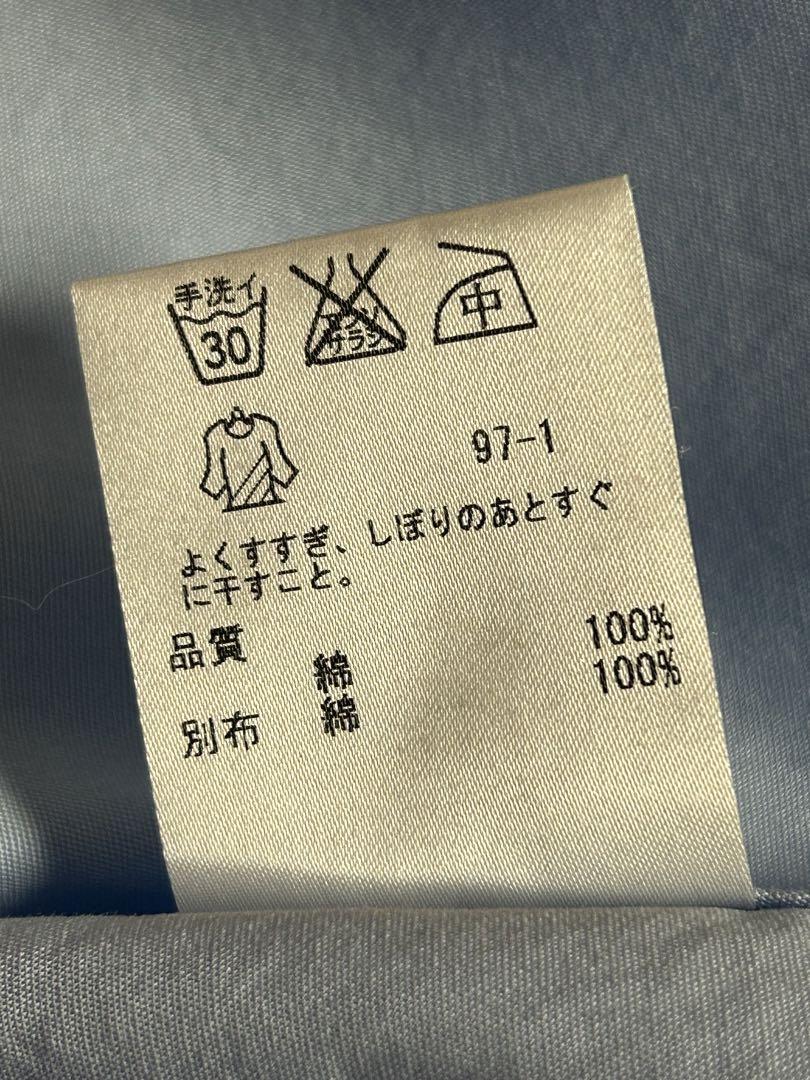 手洗イ
30
エンソ
サラシ
中
97-1
よくすすぎ、しぼりのあとすぐ
に干すこと。
品質 綿 100%
別布 綿 100%